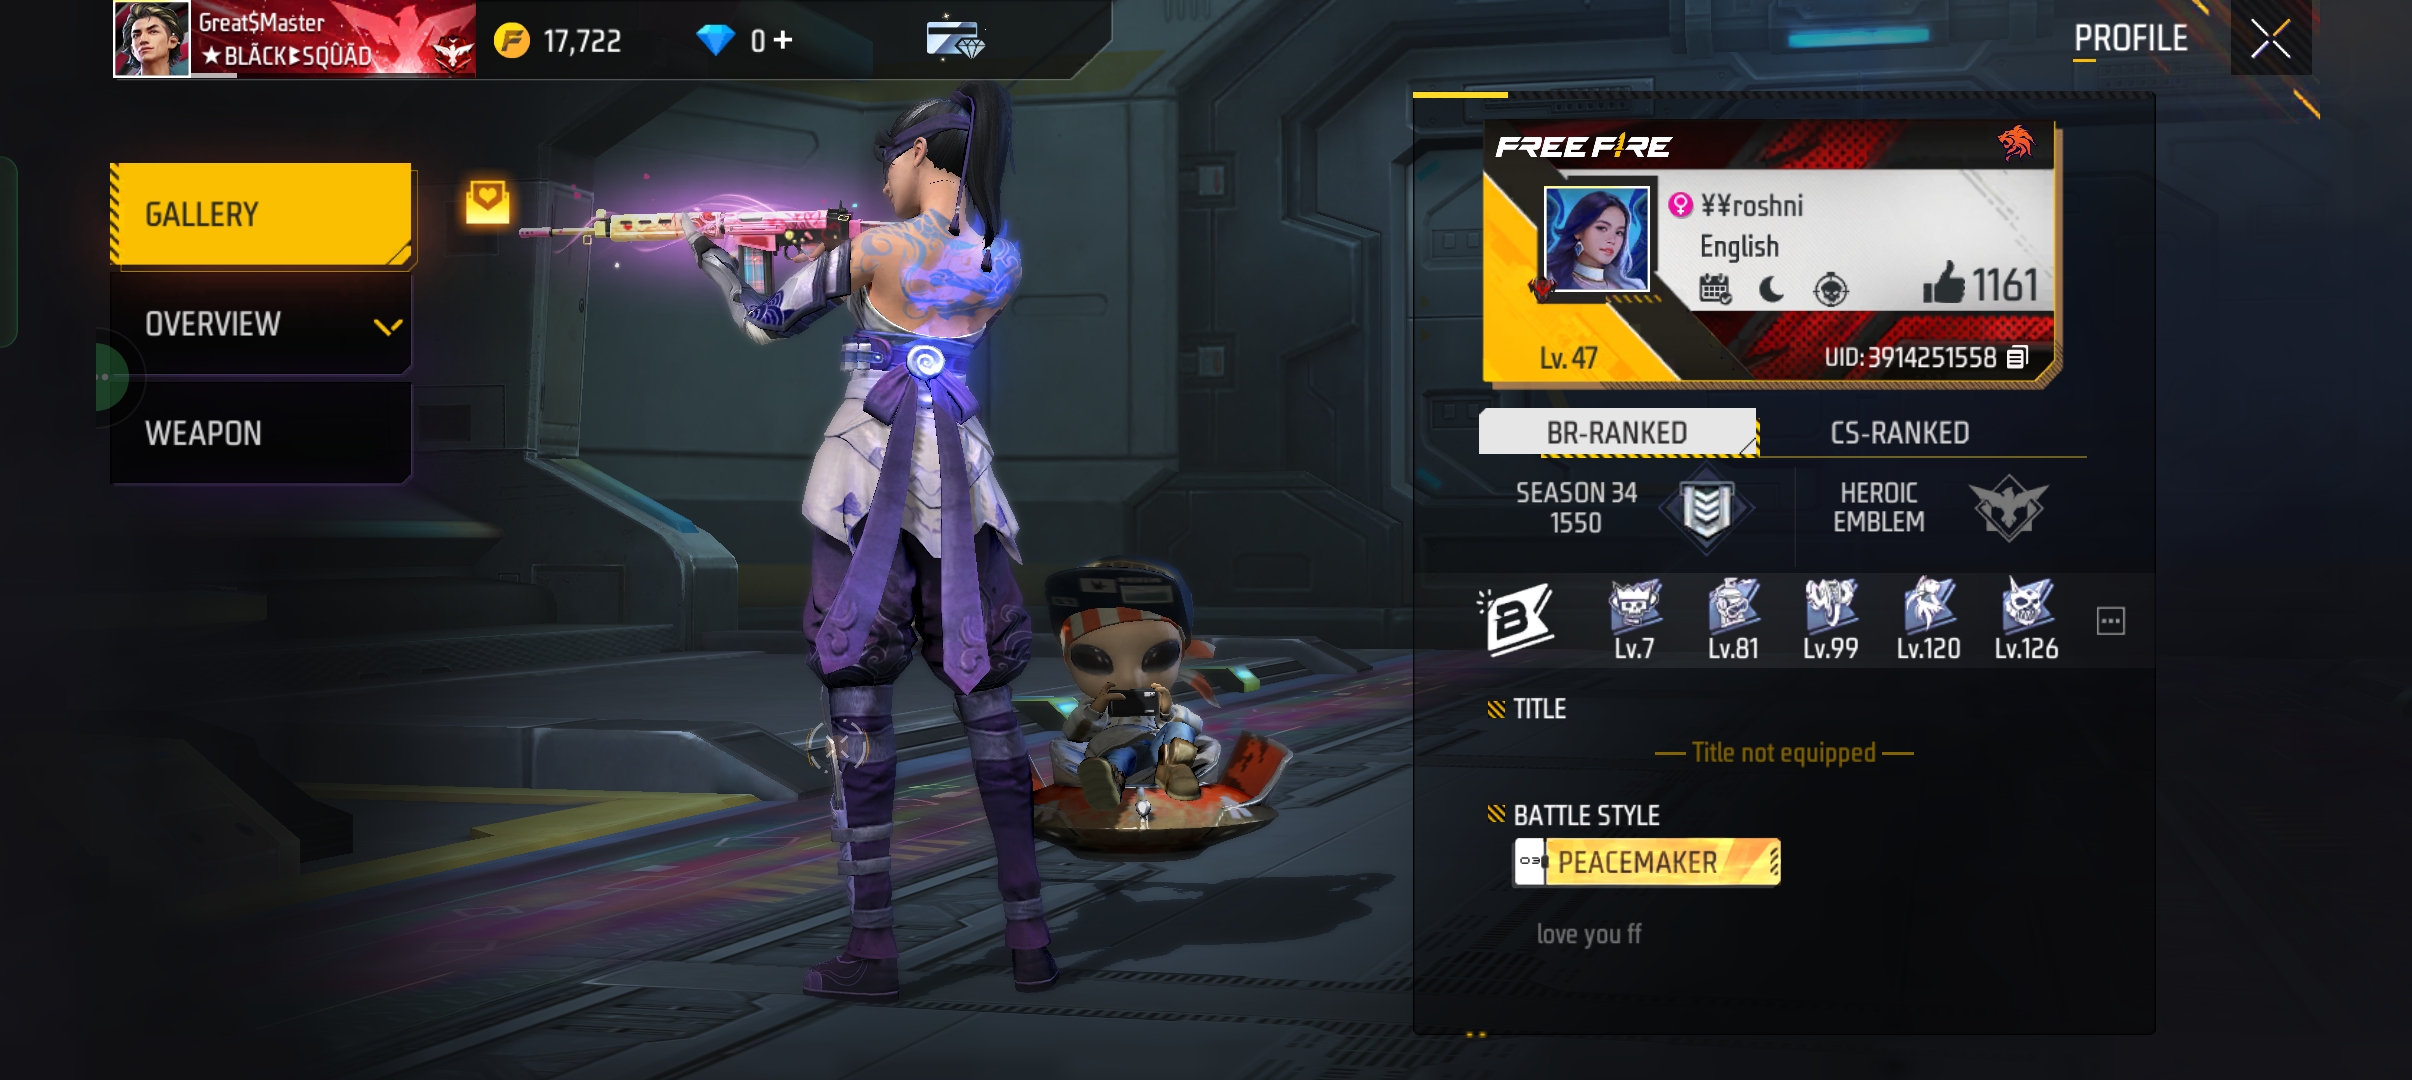 Great$Master
★BLÃCK▶SQÛÃD
17,722
0 +
PROFILE
GALLERY
OVERVIEW
WEAPON
FREE FIRE
¥¥roshni
English
1161
Lv. 47
UID: 3914251558
BR-RANKED
CS-RANKED
SEASON 34
1550
HEROIC
EMBLEM
B
Lv.7
Lv.81
Lv.99
Lv.120
Lv.126
TITLE
Title not equipped
BATTLE STYLE
PEACEMAKER
love you ff